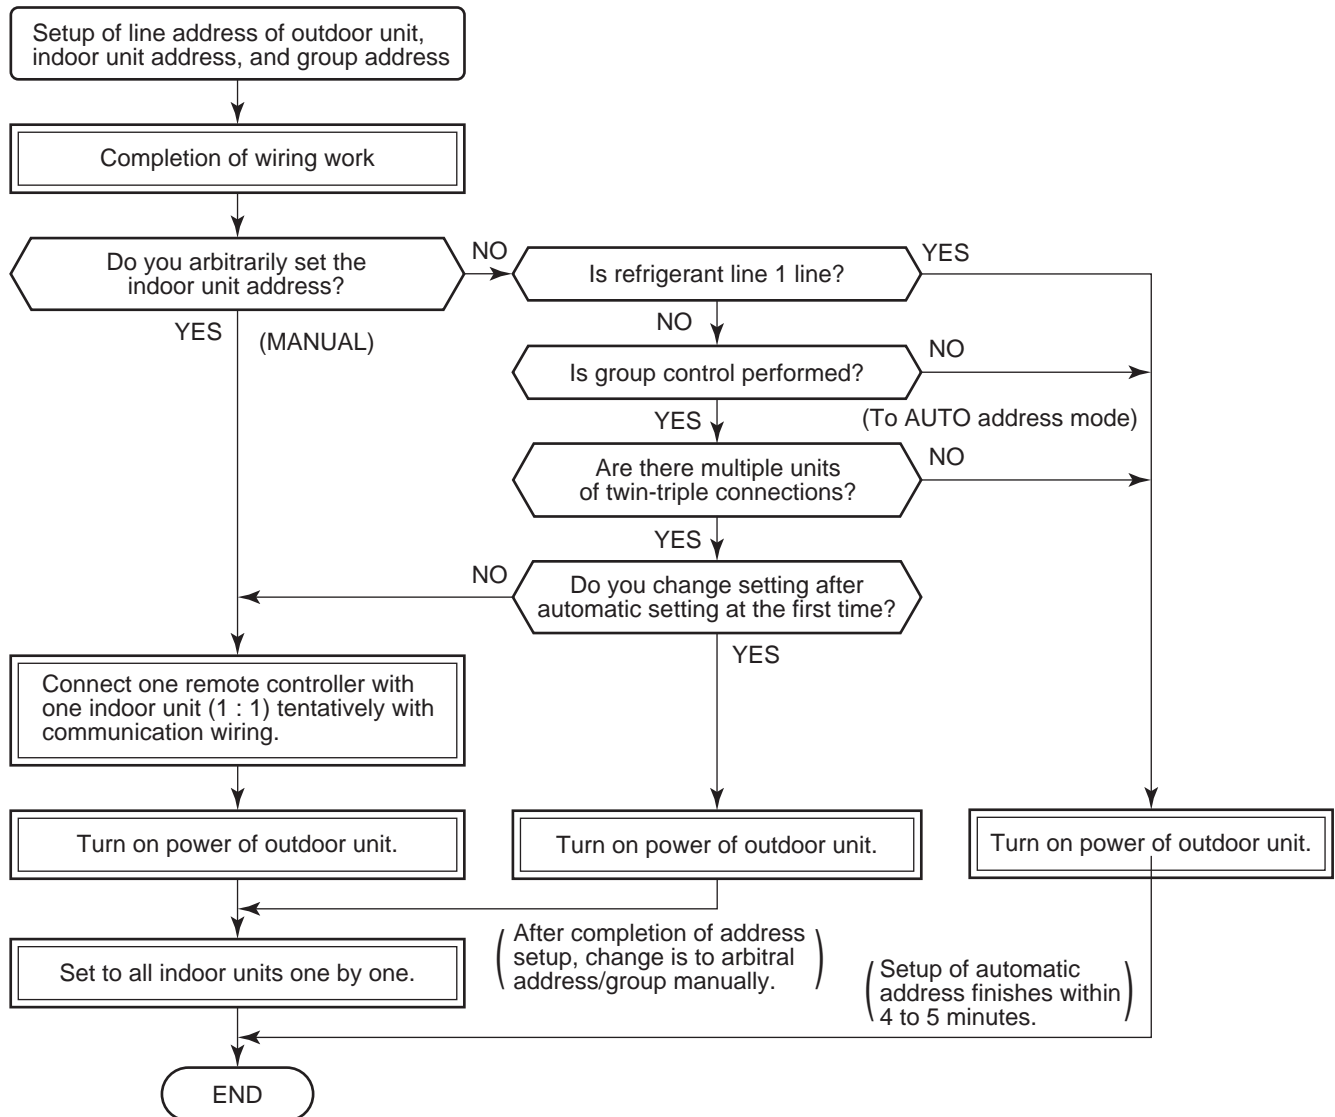 Setup of line address of outdoor unit,
indoor unit address, and group address
Completion of wiring work
Do you arbitrarily set the
indoor unit address?
NO
YES
(MANUAL)
Is refrigerant line 1 line?
YES
NO
Is group control performed?
NO
YES
(To AUTO address mode)
Are there multiple units
of twin-triple connections?
NO
YES
Do you change setting after
automatic setting at the first time?
NO
YES
Connect one remote controller with
one indoor unit (1 : 1) tentatively with
communication wiring.
Turn on power of outdoor unit.
Turn on power of outdoor unit.
Turn on power of outdoor unit.
(After completion of address
setup, change is to arbitral
address/group manually.)
Set to all indoor units one by one.
(Setup of automatic
address finishes within
4 to 5 minutes.)
END